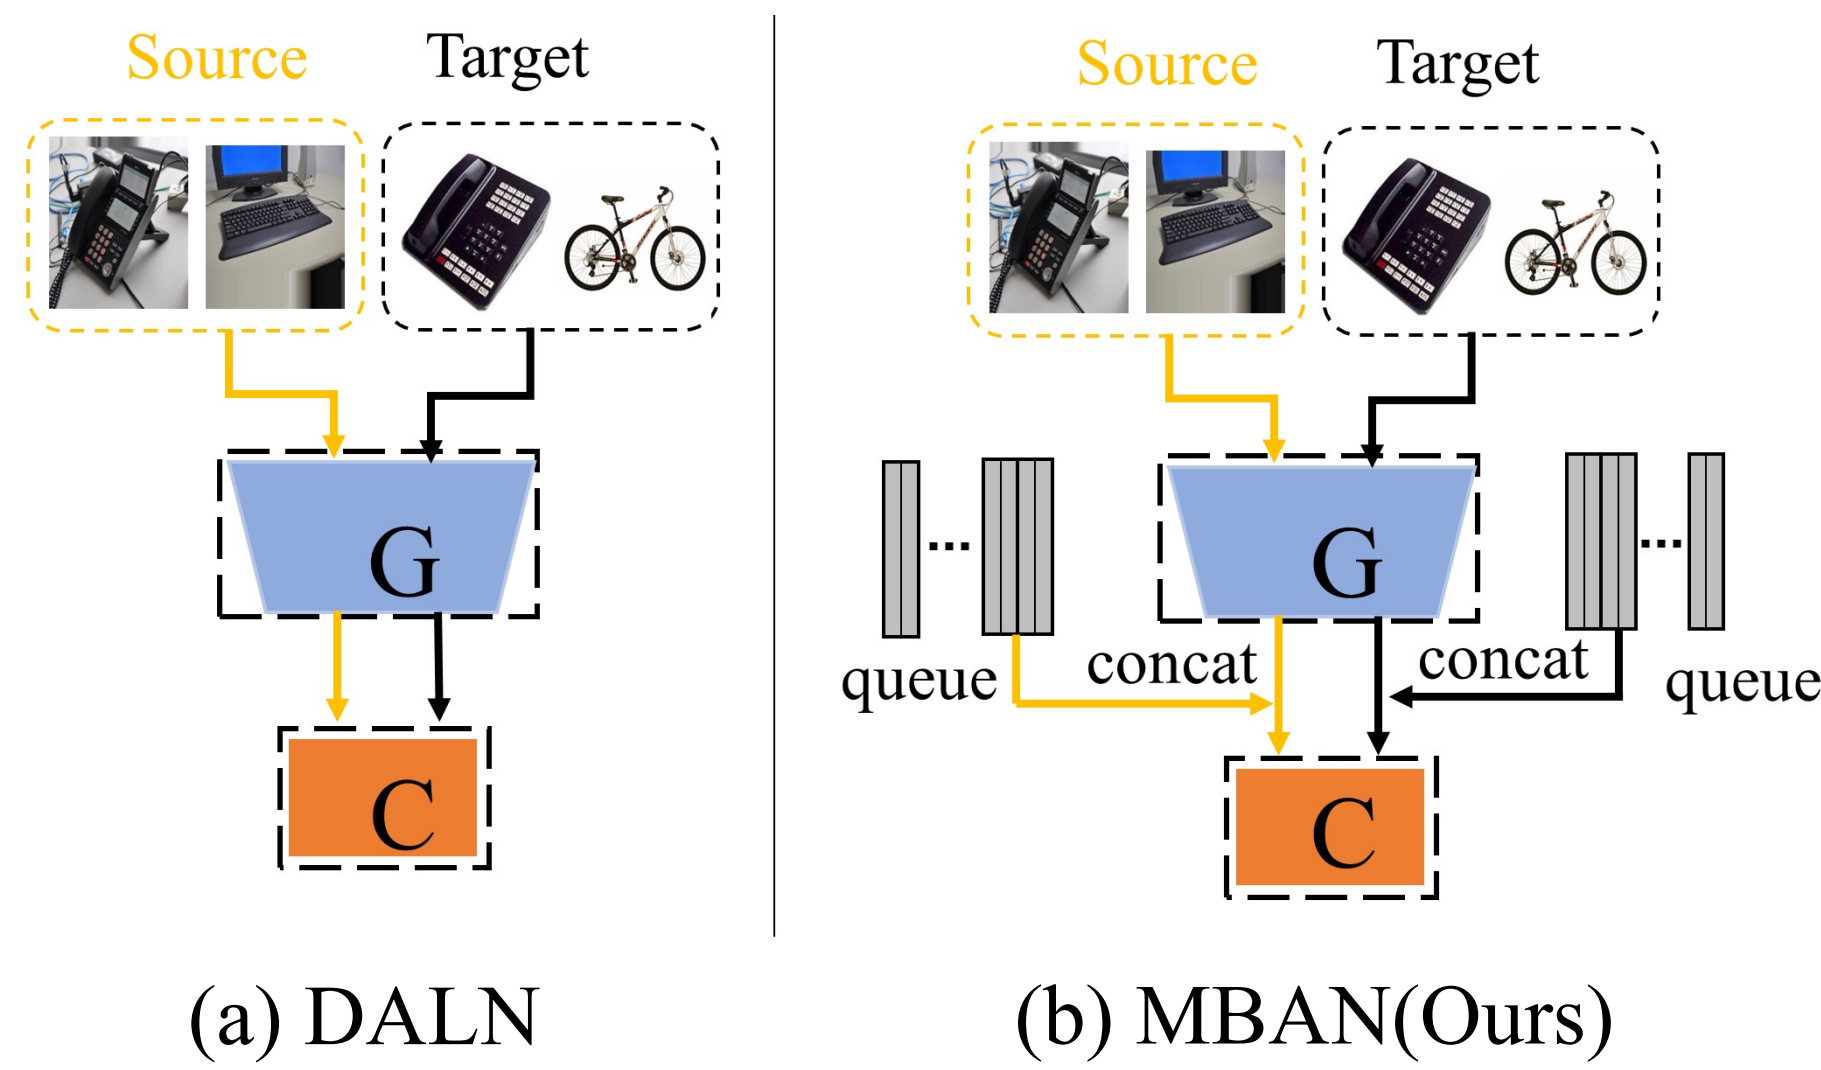 Source
Target
G
C
(a) DALN
Source
Target
G
queue
concat
concat
queue
C
(b) MBAN(Ours)